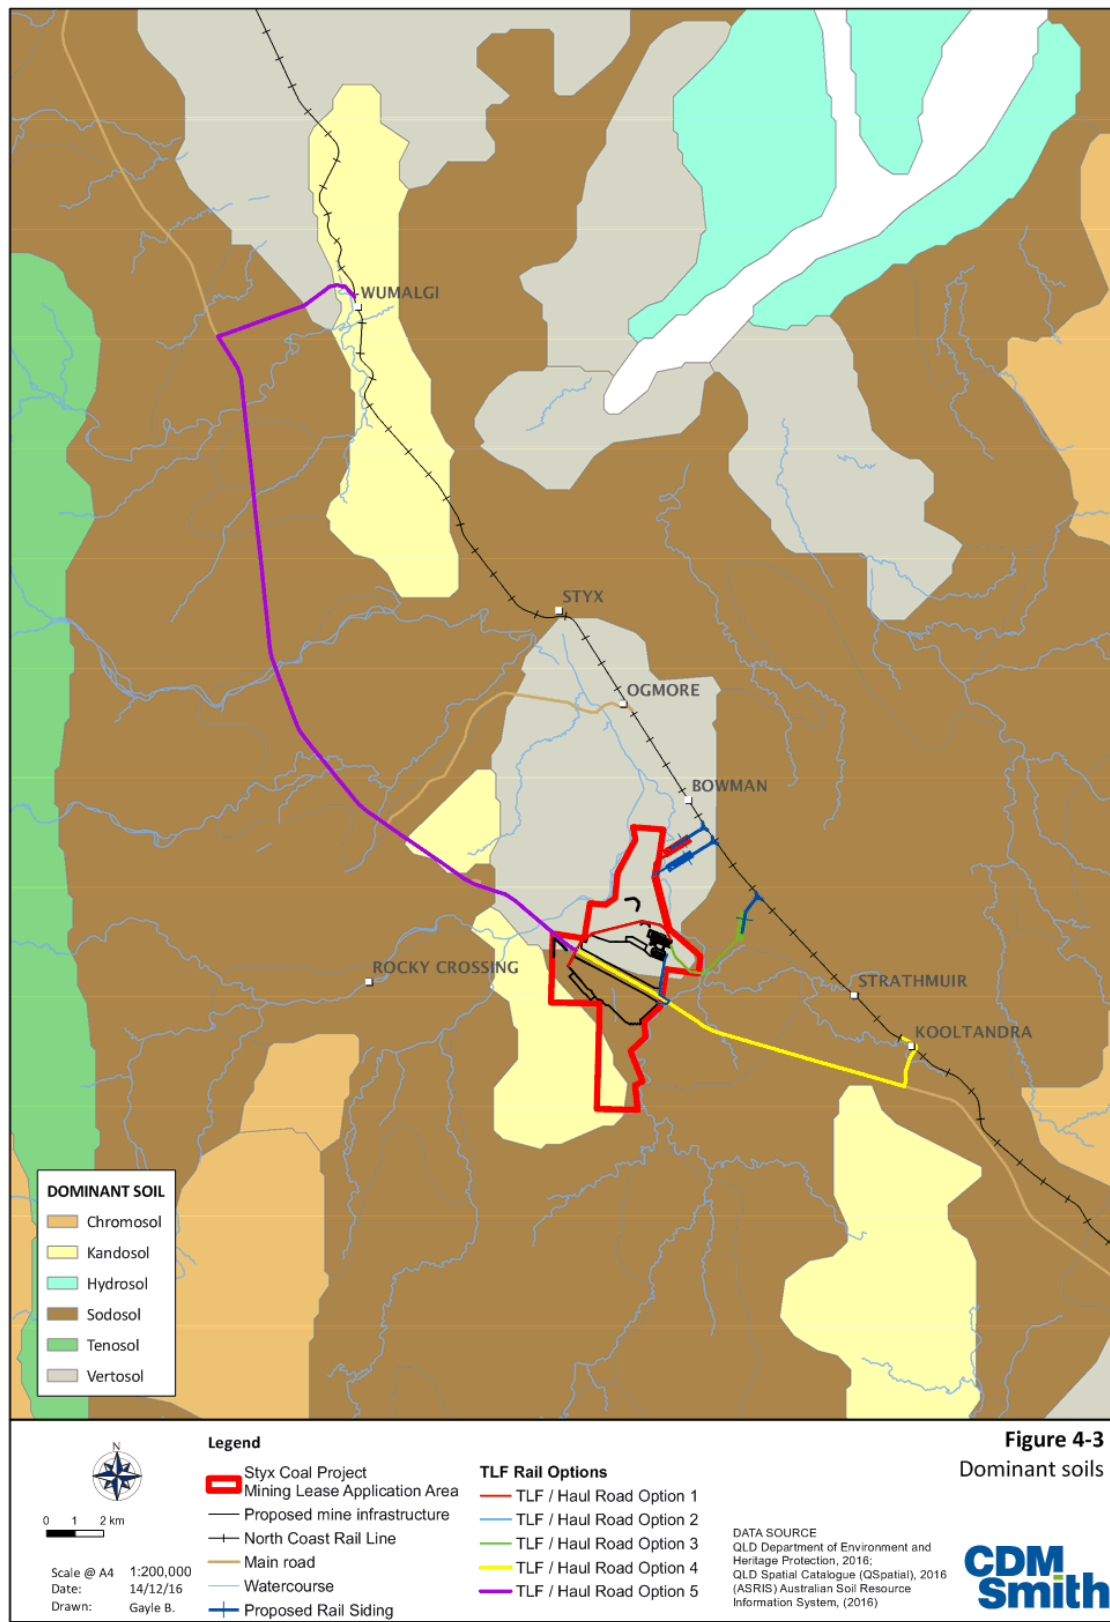 WUMALGI
STYX
OGMORE
BOWMAN
ROCKY CROSSING
STRATHMUIR
KOOLTANDRA
DOMINANT SOIL
Chromosol
Kandosol
Hydrosol
Sodosol
Tenosol
Vertosol
N
0 1 2 km
Scale @ A4 1:200,000
Date: 14/12/16
Drawn: Gayle B.
Legend
Styx Coal Project
Mining Lease Application Area
Proposed mine infrastructure
North Coast Rail Line
Main road
Watercourse
Proposed Rail Siding
TLF Rail Options
TLF / Haul Road Option 1
TLF / Haul Road Option 2
TLF / Haul Road Option 3
TLF / Haul Road Option 4
TLF / Haul Road Option 5
Figure 4-3
Dominant soils
DATA SOURCE
QLD Department of Environment and
Heritage Protection, 2016;
QLD Spatial Catalogue (QSpatial), 2016
(ASRIS) Australian Soil Resource
Information System, (2016)
CDM
Smith